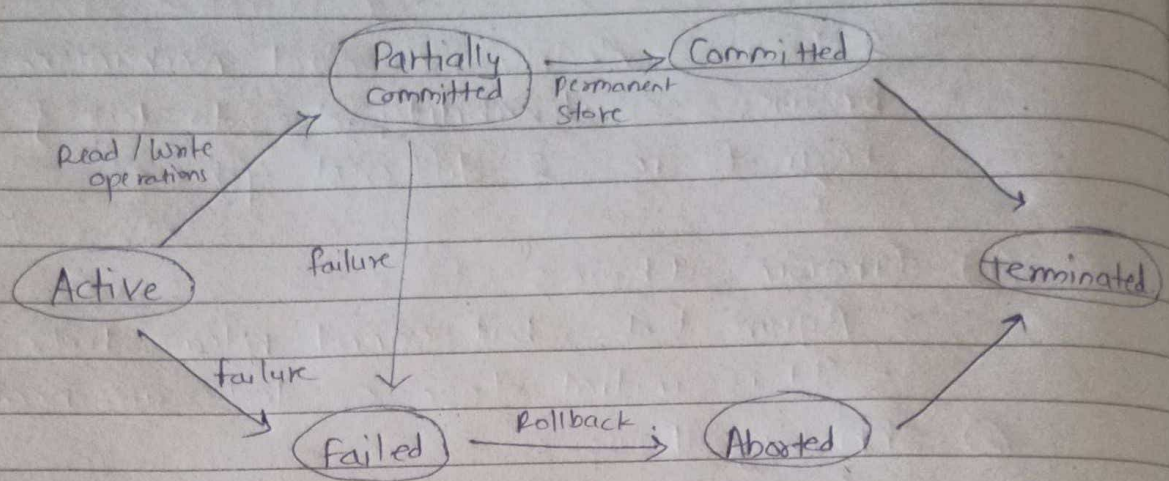 Partially
committed
Committed
Permanent
store
Read / Write
operations
Active
failure
terminated
failure
failed
Rollback
Aborted